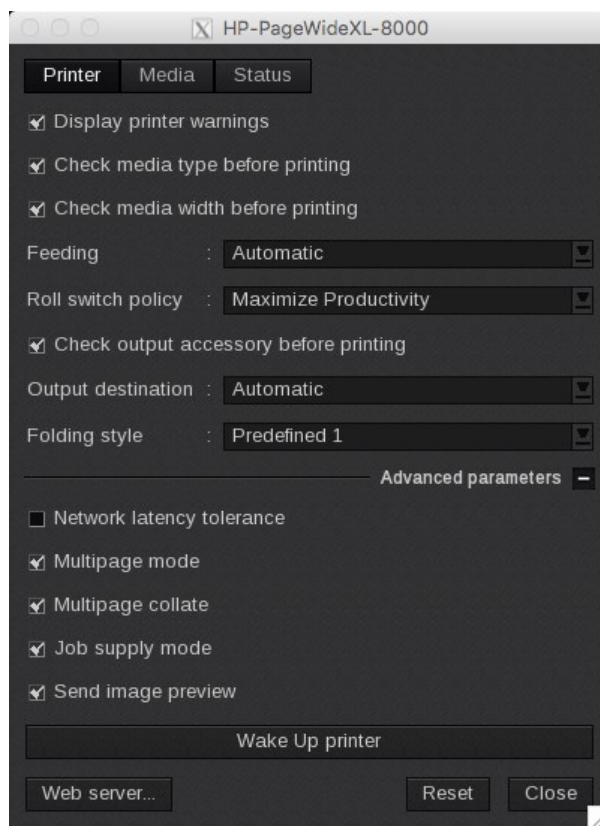 HP-PageWideXL-8000
Printer Media Status
Display printer warnings
Check media type before printing
Check media width before printing
Feeding : Automatic
Roll switch policy : Maximize Productivity
Check output accessory before printing
Output destination : Automatic
Folding style : Predefined 1
Advanced parameters
Network latency tolerance
Multipage mode
Multipage collate
Job supply mode
Send image preview
Wake Up printer
Web server... Reset Close